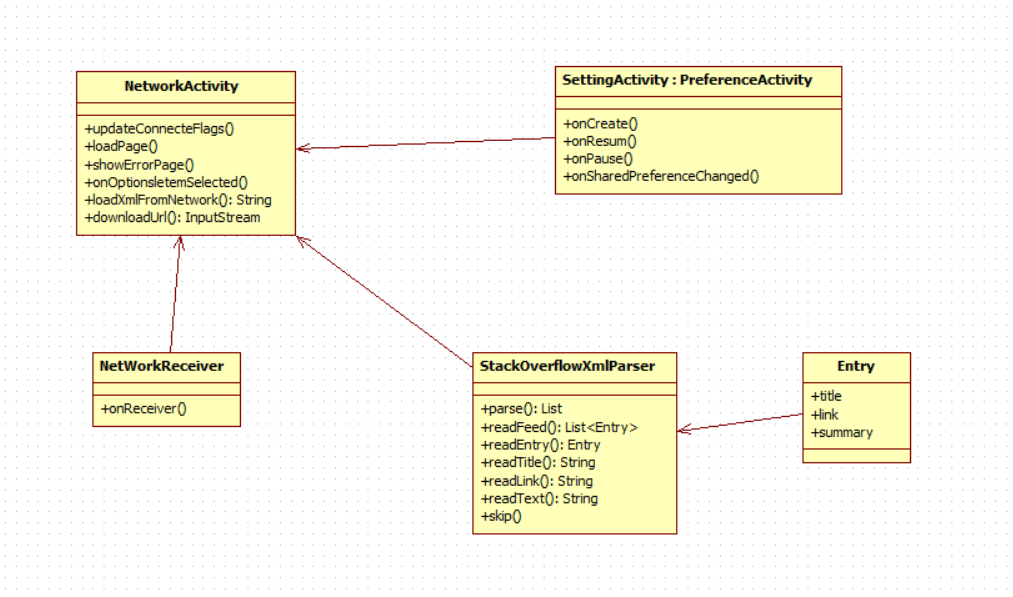 NetworkActivity
+updateConnecteFlags()
+loadPage()
+showErrorPage()
+onOptionsletemSelected()
+loadXmlFromNetwork(): String
+downloadUrl(): InputStream
SettingActivity : PreferenceActivity
+onCreate()
+onResum()
+onPause()
+onSharedPreferenceChanged()
NetWorkReceiver
+onReceiver()
StackOverflowXmlParser
+parse(): List
+readFeed(): List<Entry>
+readEntry(): Entry
+readTitle(): String
+readLink(): String
+readText(): String
+skip()
Entry
+title
+link
+summary